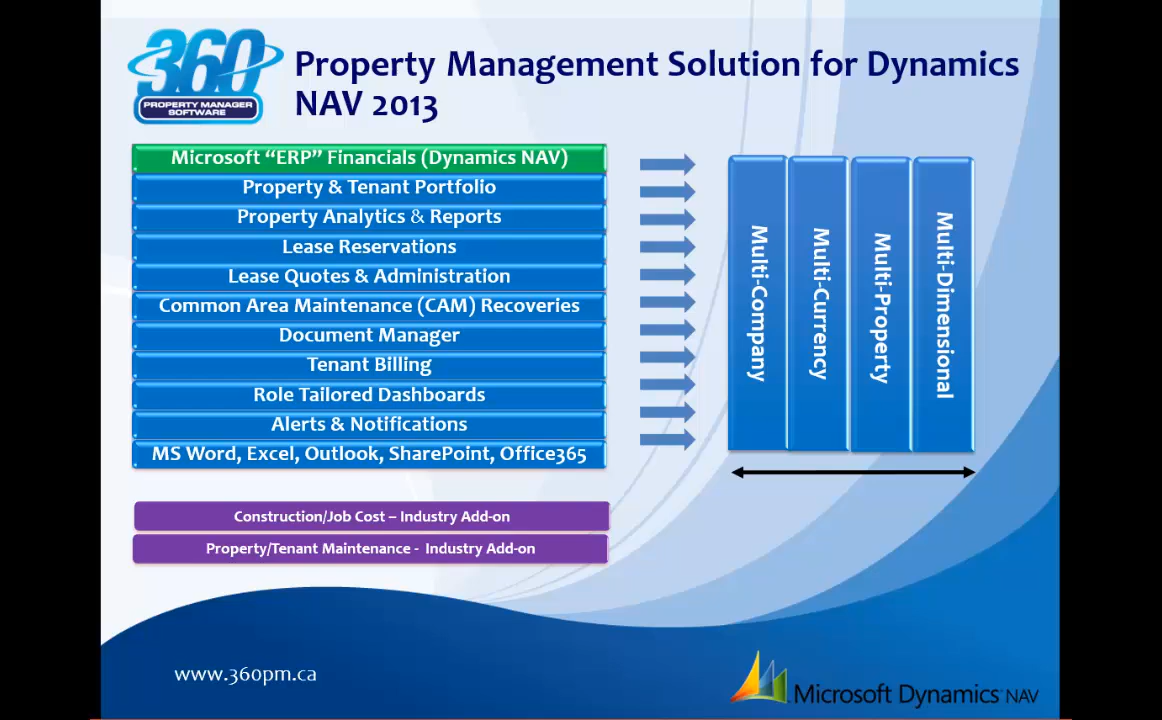 360
PROPERTY MANAGER
SOFTWARE
Property Management Solution for Dynamics
NAV 2013
Microsoft “ERP” Financials (Dynamics NAV)
Property & Tenant Portfolio
Property Analytics & Reports
Lease Reservations
Lease Quotes & Administration
Common Area Maintenance (CAM) Recoveries
Document Manager
Tenant Billing
Role Tailored Dashboards
Alerts & Notifications
MS Word, Excel, Outlook, SharePoint, Office365
Multi-Company
Multi-Currency
Multi-Property
Multi-Dimensional
Construction/Job Cost – Industry Add-on
Property/Tenant Maintenance - Industry Add-on
www.360pm.ca
Microsoft Dynamics NAV